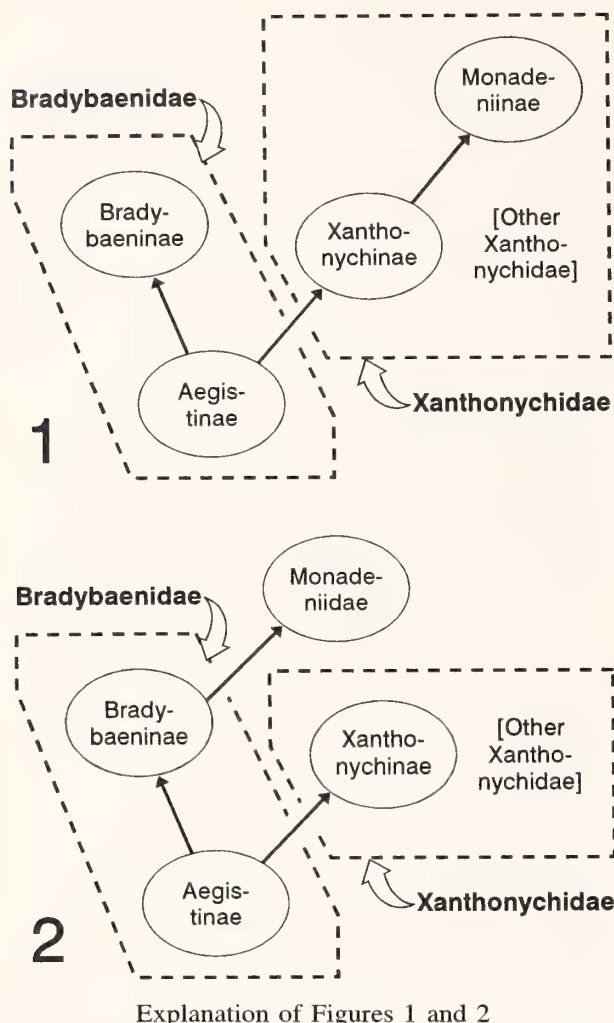 Bradybaenidae
Monade-
niinae
Brady-
baeninae
Xantho-
nychinae
[Other
Xantho-
nychidae]
Aegis-
tinae
Xanthonychidae
1
Bradybaenidae
Monade-
niidae
Brady-
baeninae
Xantho-
nychinae
[Other
Xantho-
nychidae]
Aegis-
tinae
Xanthonychidae
2
Explanation of Figures 1 and 2